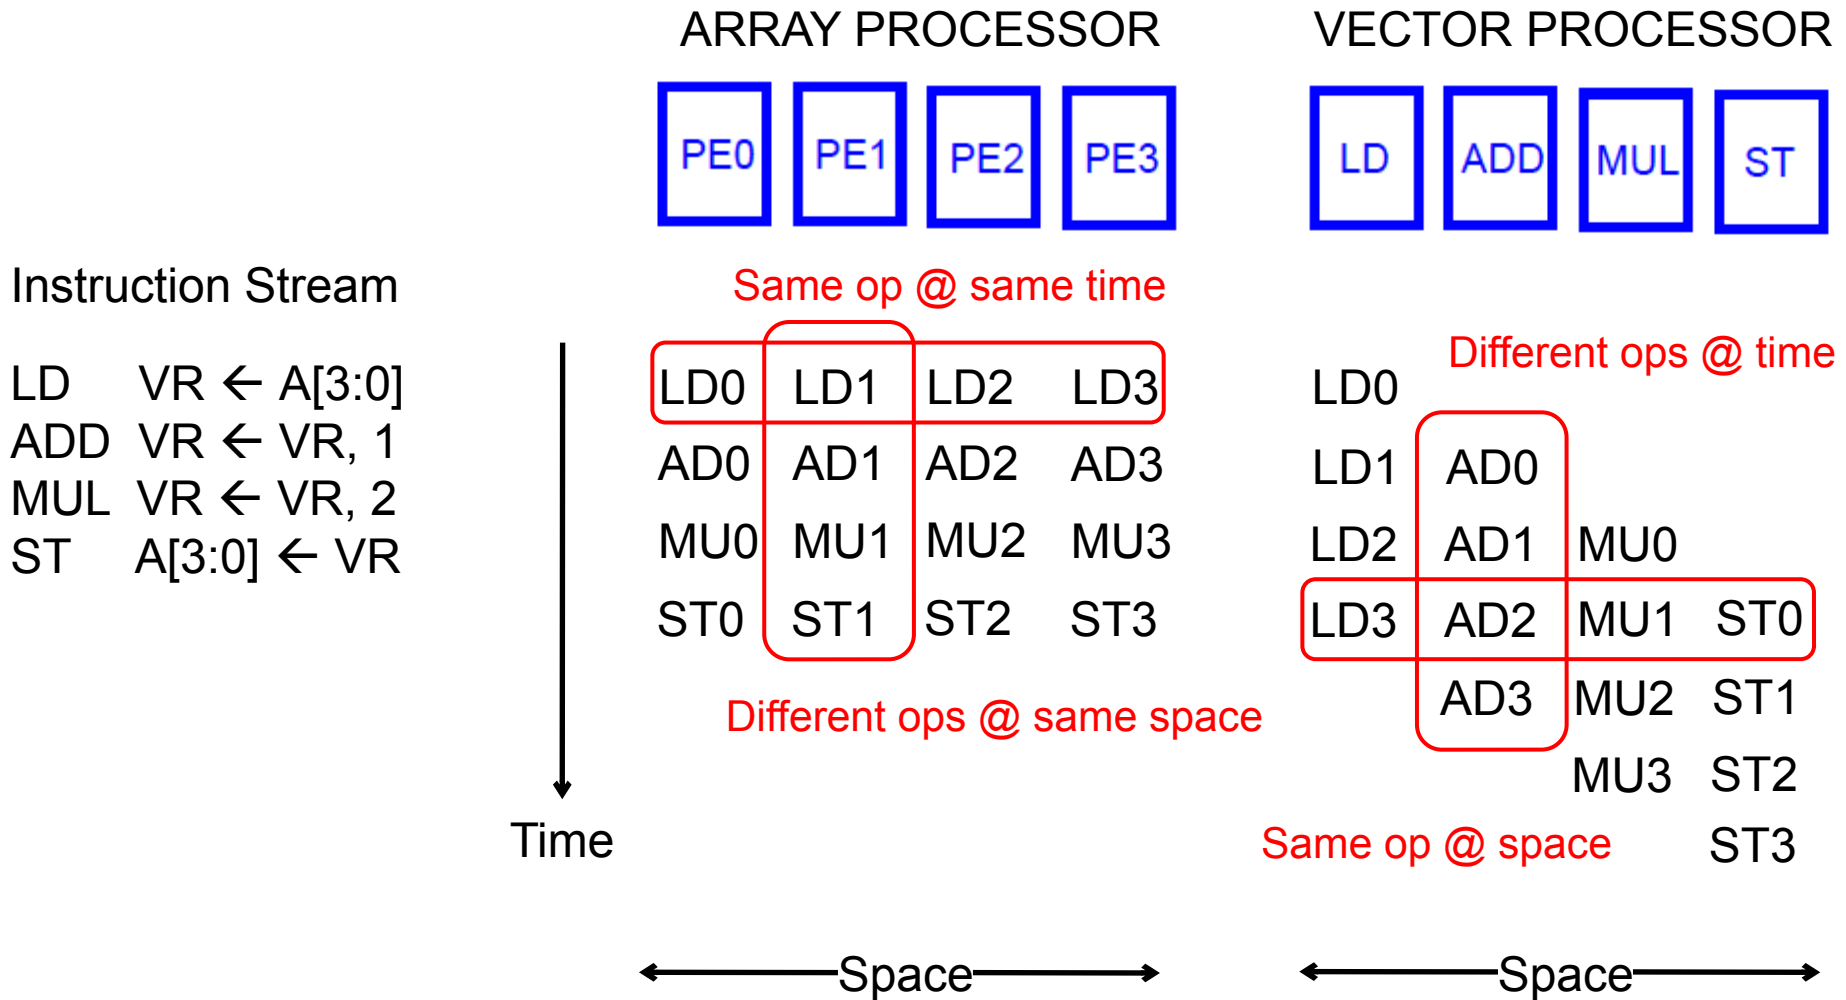 ARRAY PROCESSOR
VECTOR PROCESSOR
PE0 PE1 PE2 PE3
LD ADD MUL ST
Instruction Stream
LD VR ← A[3:0]
ADD VR ← VR, 1
MUL VR ← VR, 2
ST A[3:0] ← VR
Time
Same op @ same time
LD0 LD1 LD2 LD3
AD0 AD1 AD2 AD3
MU0 MU1 MU2 MU3
ST0 ST1 ST2 ST3
Different ops @ same space
Space
Different ops @ time
LD0
LD1 AD0
LD2 AD1 MU0
LD3 AD2 MU1 ST0
AD3 MU2 ST1
MU3 ST2
Same op @ space
ST3
Space